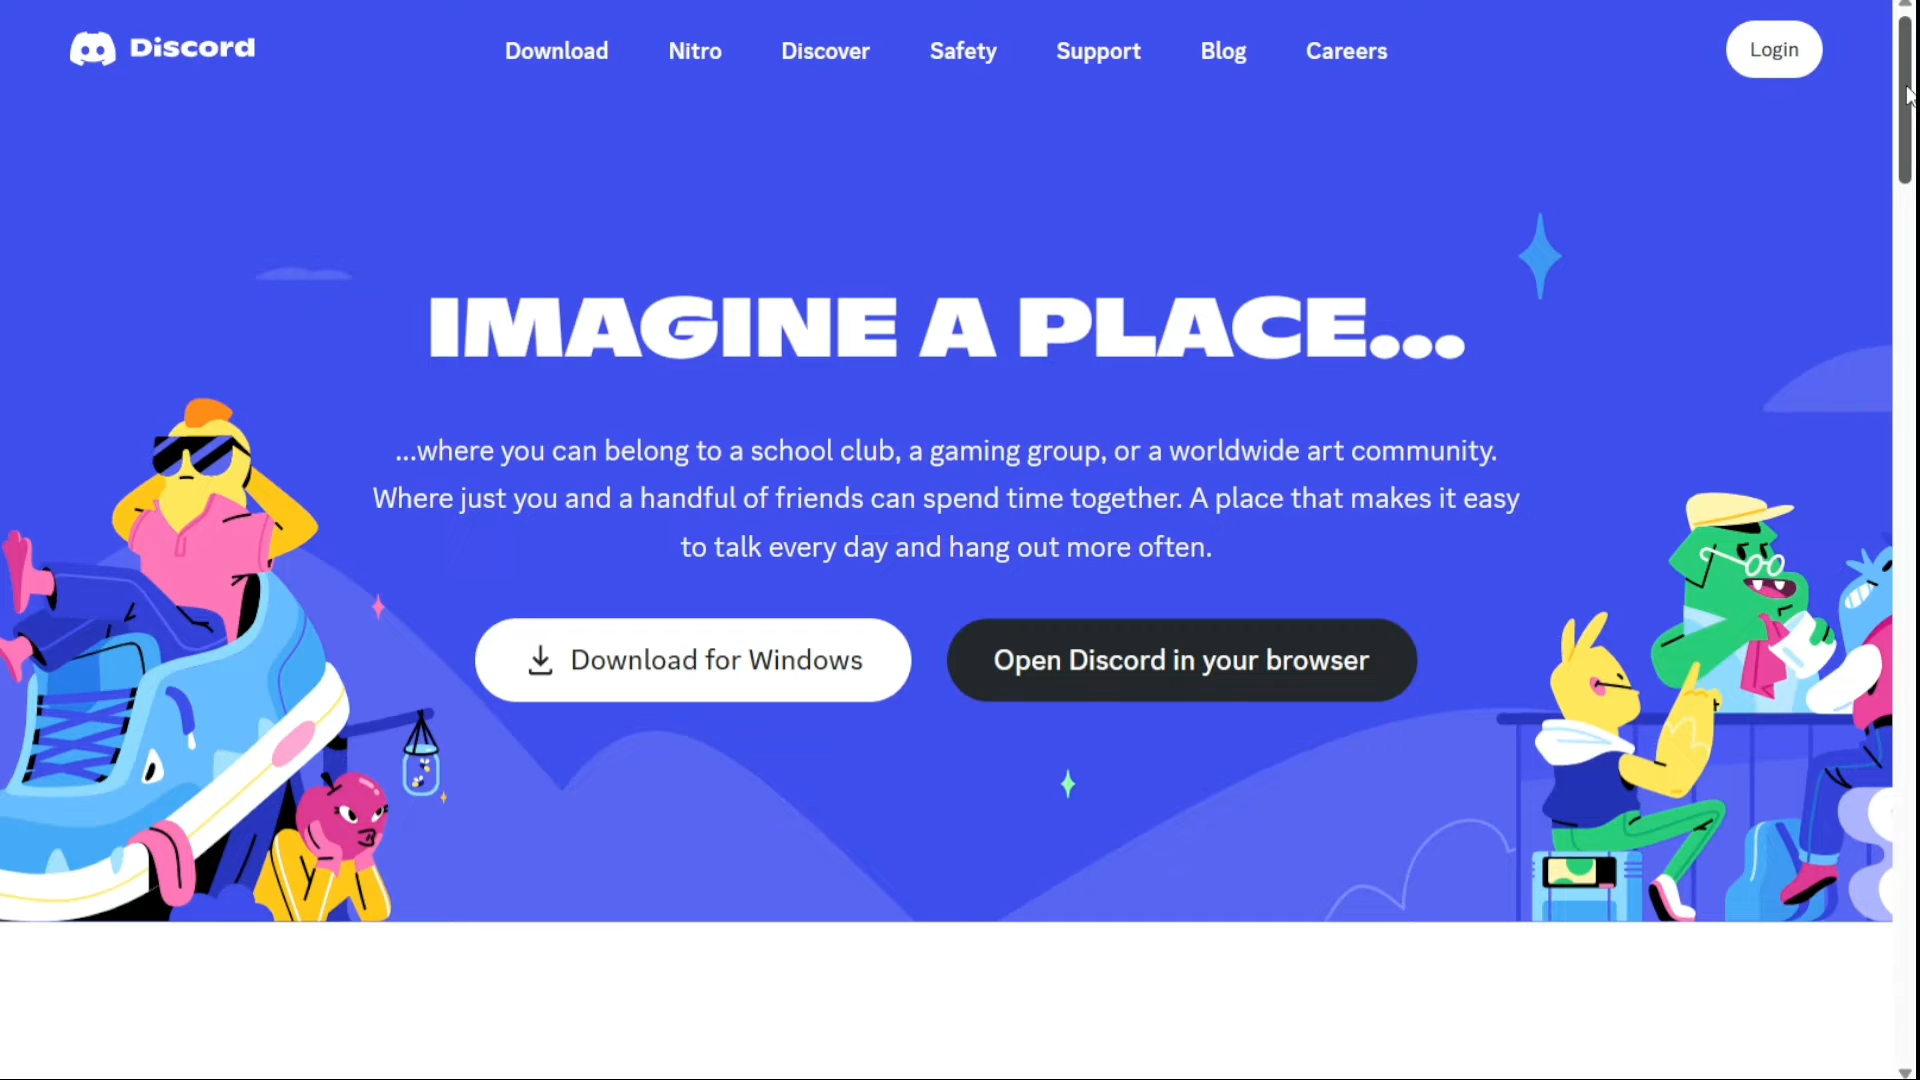 Discord
Download
Nitro
Discover
Safety
Support
Blog
Careers
Login
IMAGINE A PLACE...
...where you can belong to a school club, a gaming group, or a worldwide art community.
Where just you and a handful of friends can spend time together. A place that makes it easy
to talk every day and hang out more often.
Download for Windows
Open Discord in your browser